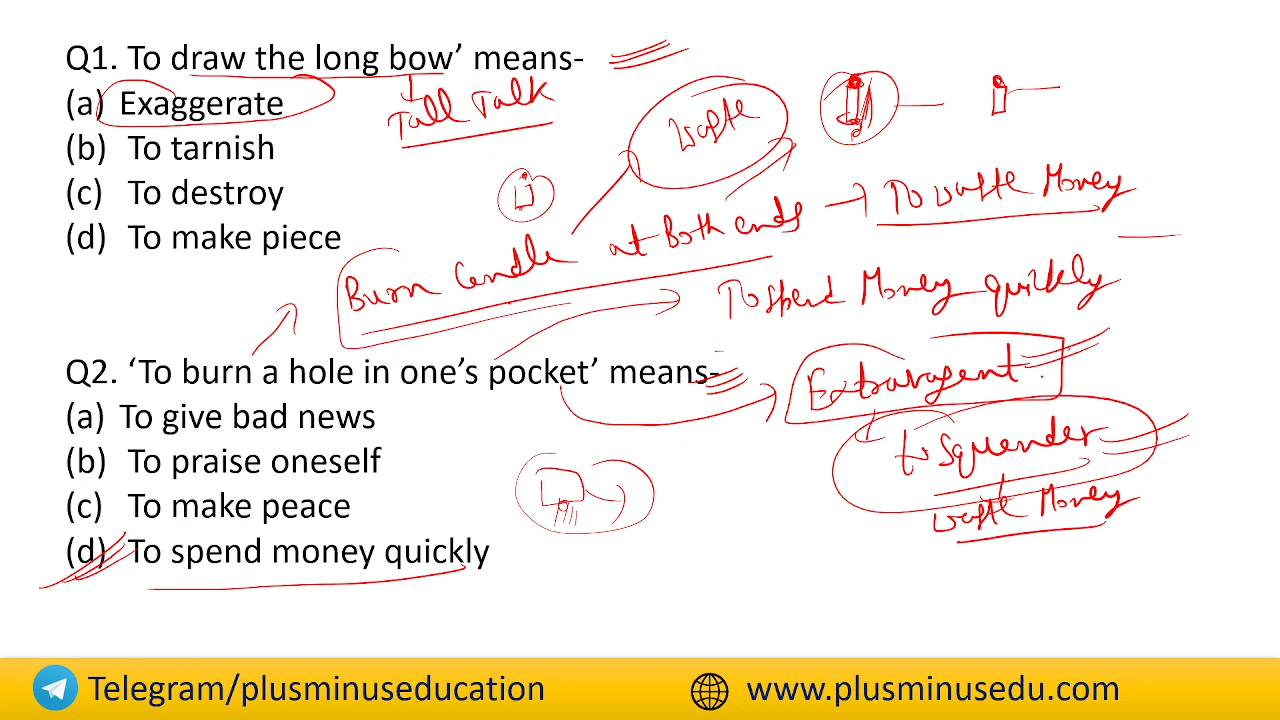 Q1. To draw the long bow’ means-
(a) Exaggerate
Tall Talk
(b) To tarnish
waste
(c) To destroy
To waste Money
(d) To make piece
Burn Cendle at Both ends
To spend Money quickly
Q2. ‘To burn a hole in one’s pocket’ means-
Extravagent
(a) To give bad news
to squender
(b) To praise oneself
(c) To make peace
waste Money
(d) To spend money quickly
Telegram/plusminuseducation
www.plusminusedu.com